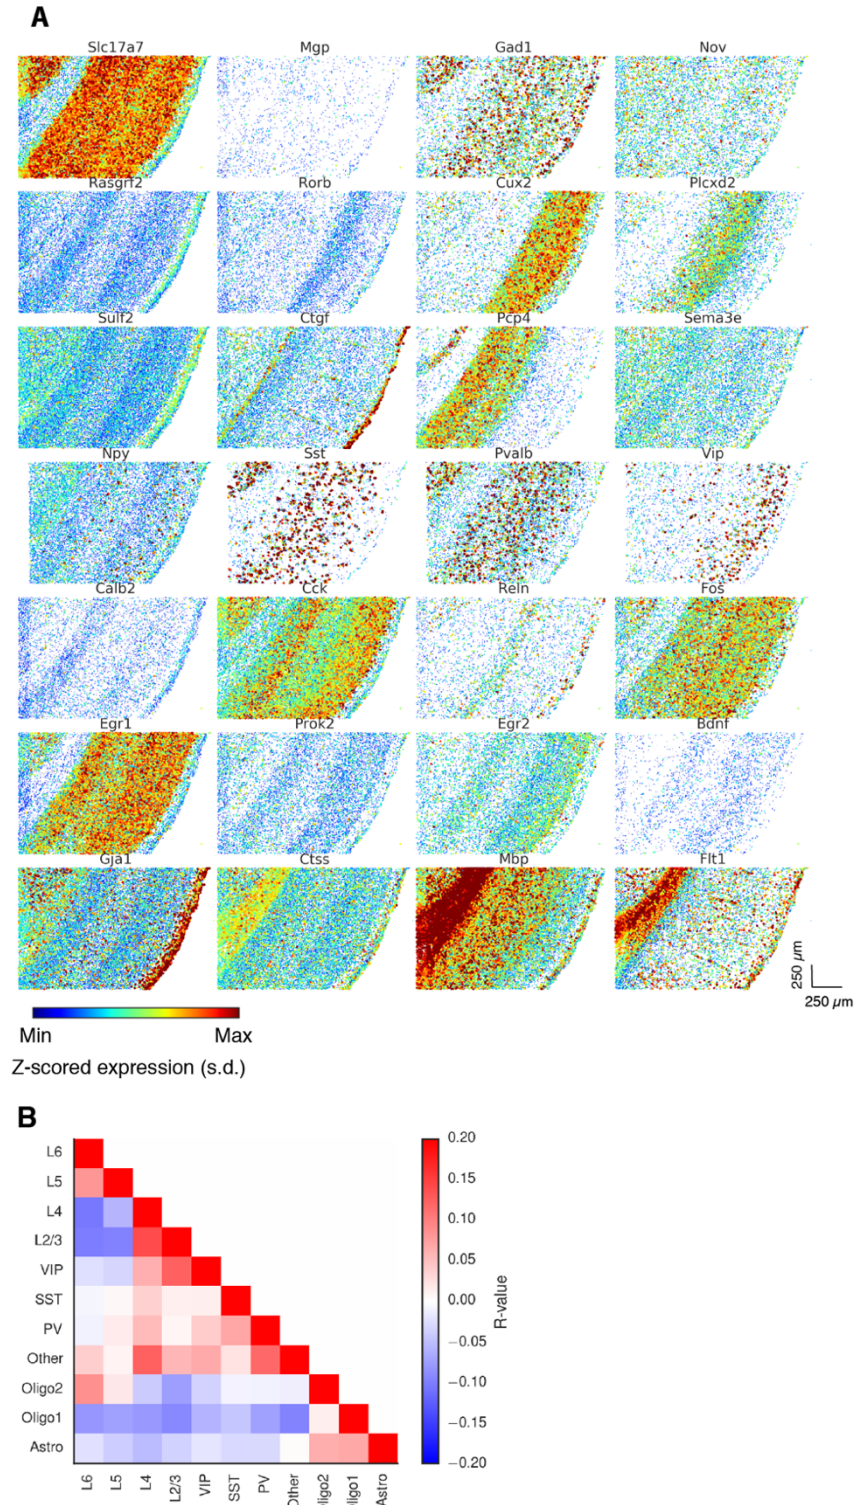 A
Slc17a7 Mgp Gad1 Nov
Rasgrf2 Rorb Cux2 Plcxd2
Sulf2 Ctgf Pcp4 Sema3e
Npy Sst Pvalb Vip
Calb2 Cck Reln Fos
Egr1 Prok2 Egr2 Bdnf
Gja1 Ctss Mbp Flt1
250 µm
250 µm
Min Max
Z-scored expression (s.d.)
B
L6
L5
L4
L2/3
VIP
SST
PV
Other
Oligo2
Oligo1
Astro
L6 L5 L4 L2/3 VIP SST PV Other Oligo2 Oligo1 Astro
0.20
0.15
0.10
0.05
0.00
−0.05
−0.10
−0.15
−0.20
R-value